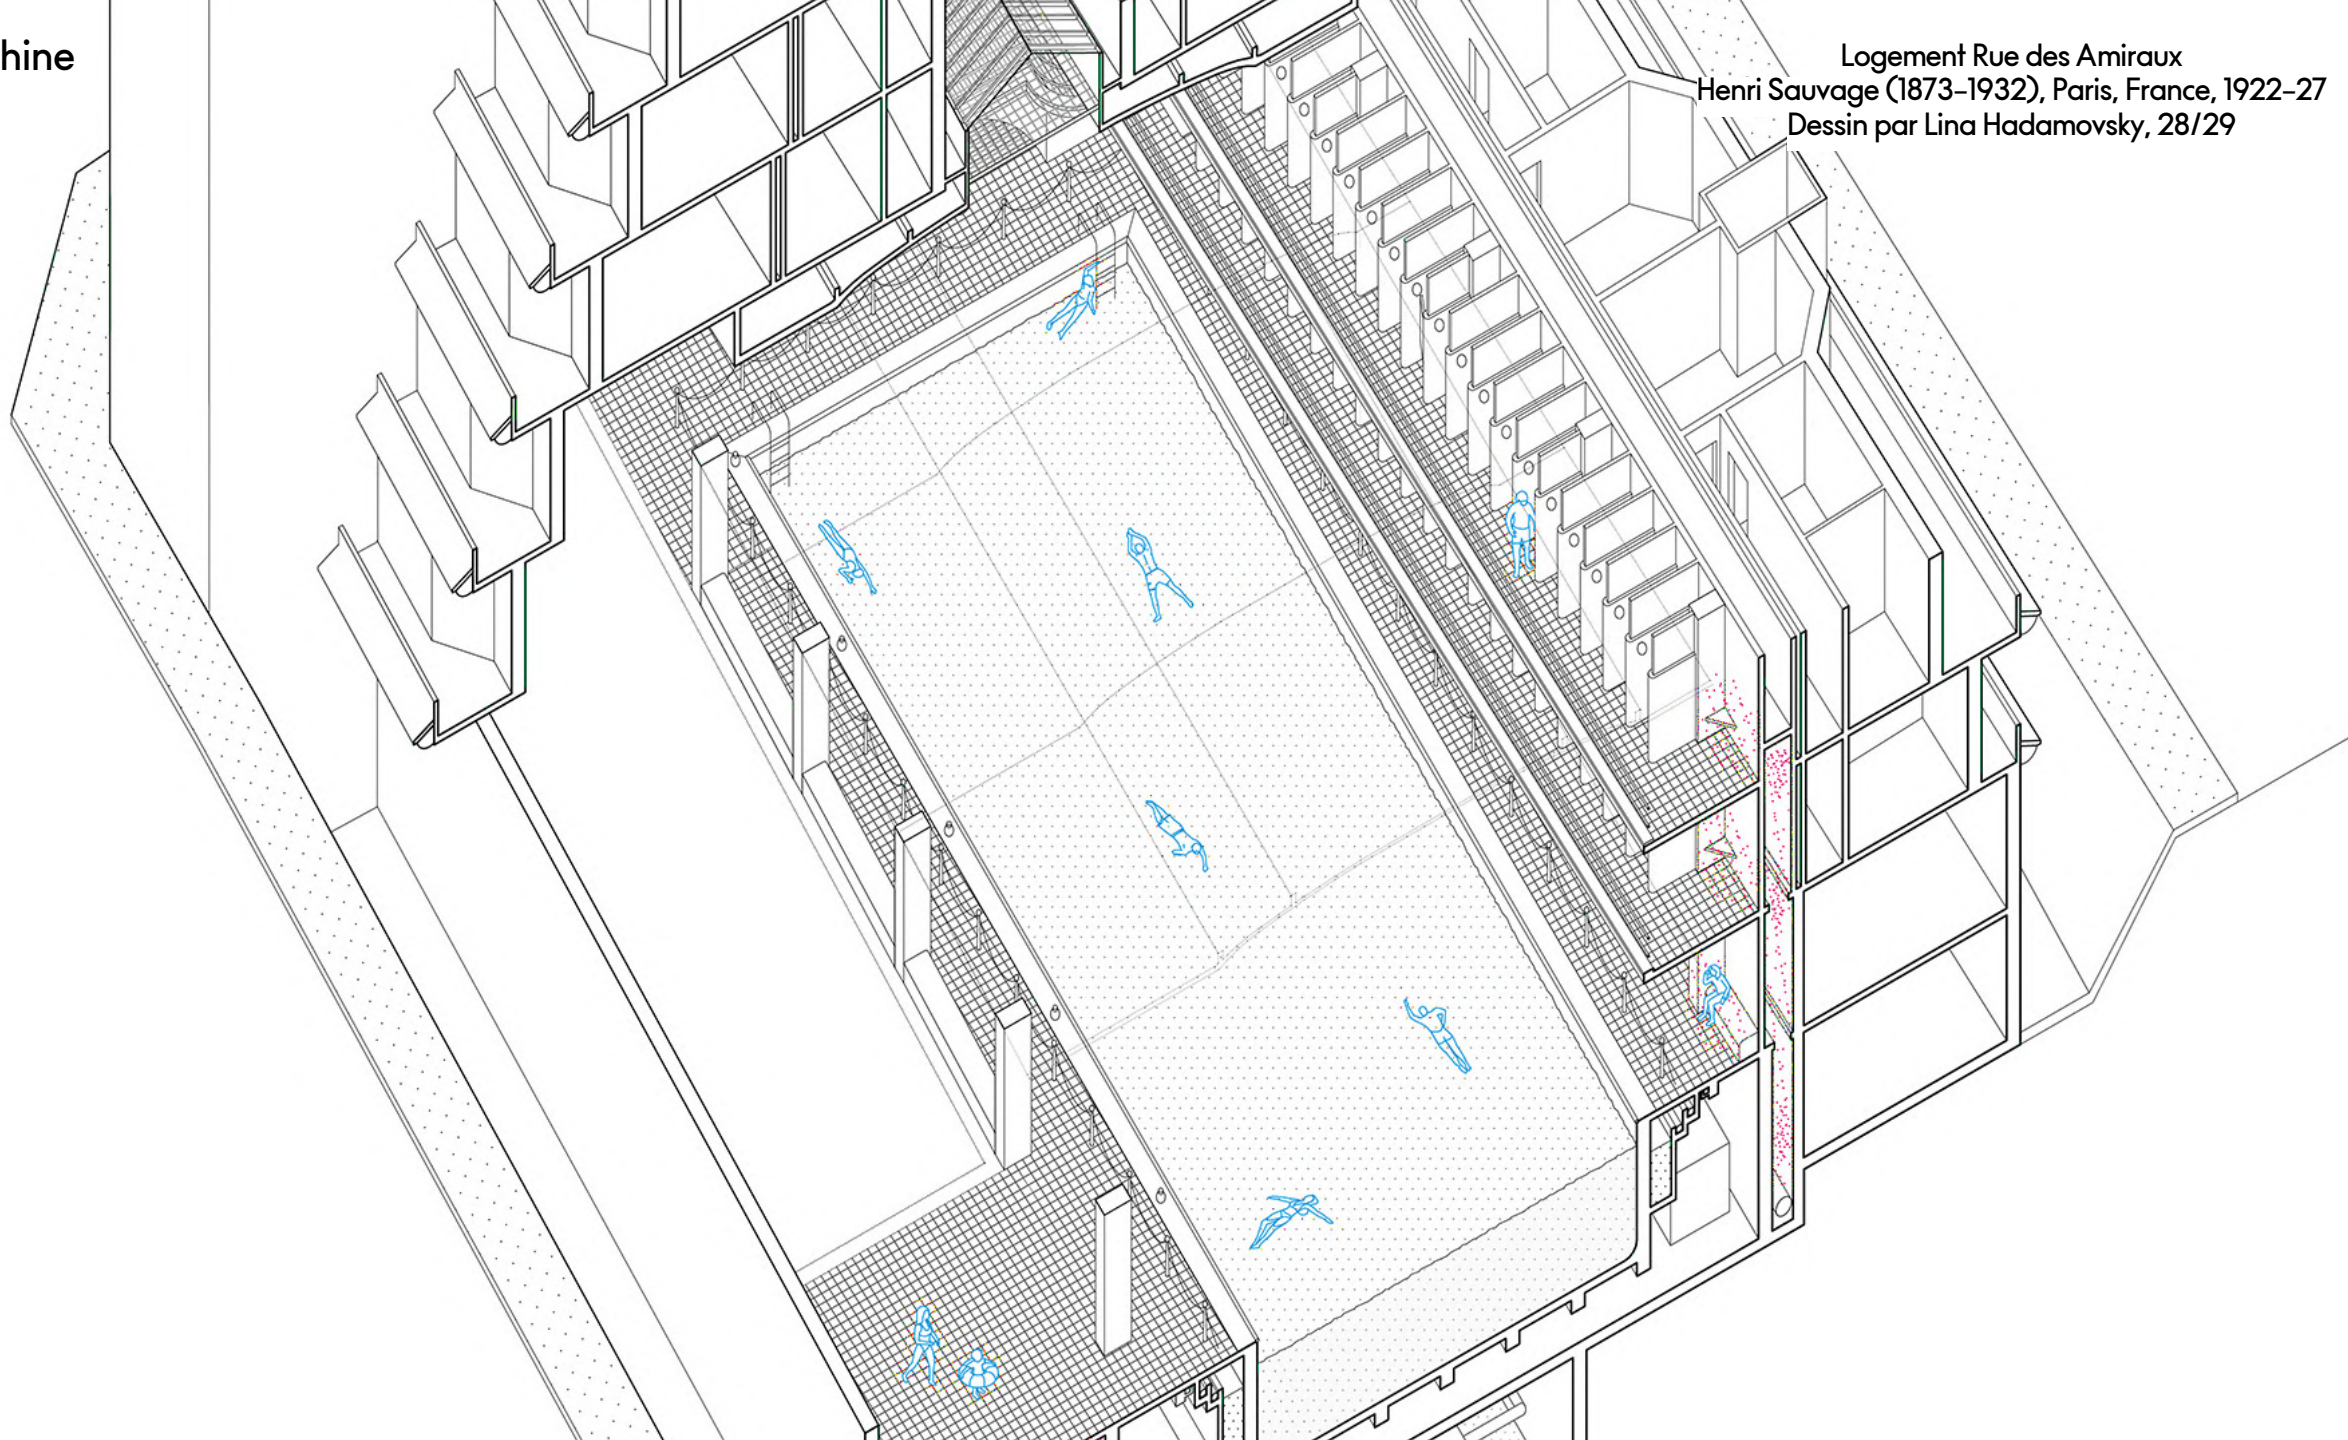 hine
Logement Rue des Amiraux
Henri Sauvage (1873–1932), Paris, France, 1922–27
Dessin par Lina Hadamovsky, 28/29